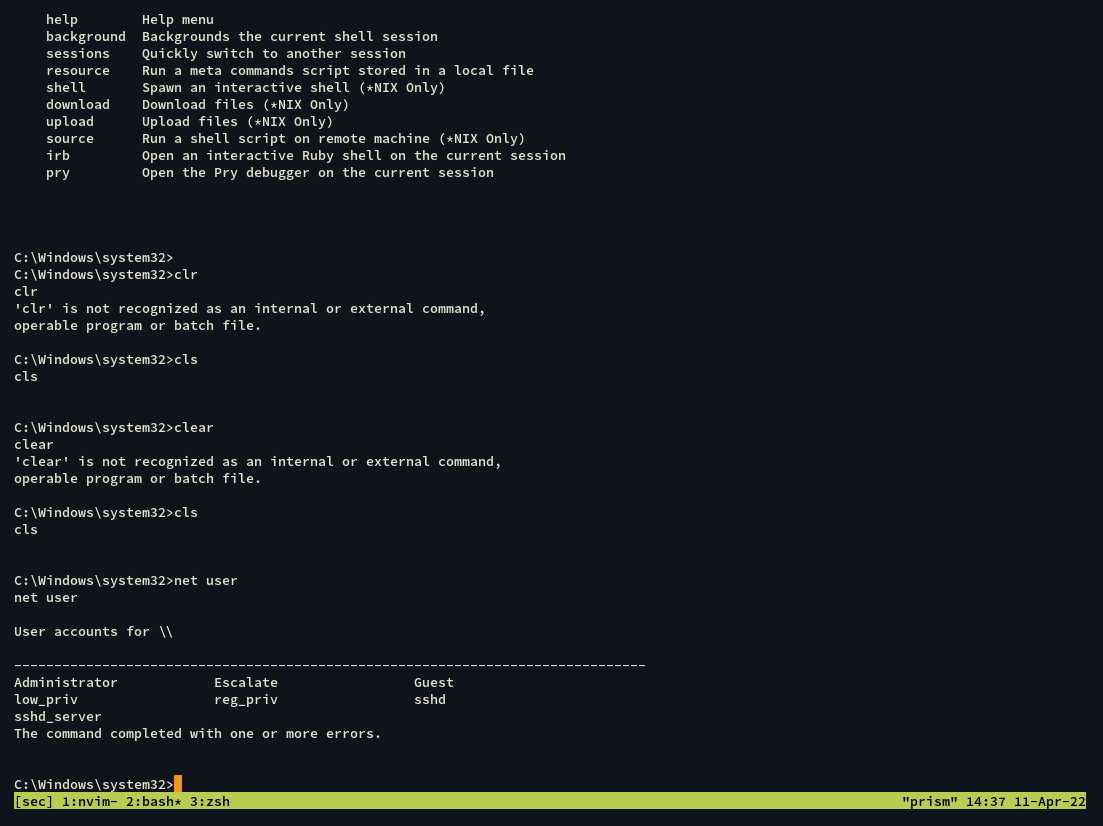 help        Help menu
    background  Backgrounds the current shell session
    sessions    Quickly switch to another session
    resource    Run a meta commands script stored in a local file
    shell       Spawn an interactive shell (*NIX Only)
    download    Download files (*NIX Only)
    upload      Upload files (*NIX Only)
    source      Run a shell script on remote machine (*NIX Only)
    irb         Open an interactive Ruby shell on the current session
    pry         Open the Pry debugger on the current session
C:\Windows\system32>
C:\Windows\system32>clr
clr
'clr' is not recognized as an internal or external command,
operable program or batch file.
C:\Windows\system32>cls
cls
C:\Windows\system32>clear
clear
'clear' is not recognized as an internal or external command,
operable program or batch file.
C:\Windows\system32>cls
cls
C:\Windows\system32>net user
net user
User accounts for \\
-------------------------------------------------------------------------------
Administrator            Escalate                 Guest
low_priv                 reg_priv                 sshd
sshd_server
The command completed with one or more errors.
C:\Windows\system32>
[sec] 1:nvim- 2:bash* 3:zsh "prism" 14:37 11-Apr-22